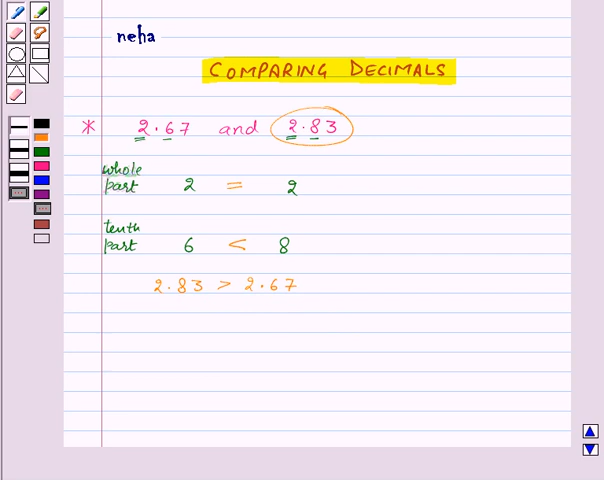 neha
COMPARING DECIMALS
* 2.67 and 2.83
whole
part 2 = 2
tenth
part 6 < 8
2.83 > 2.67